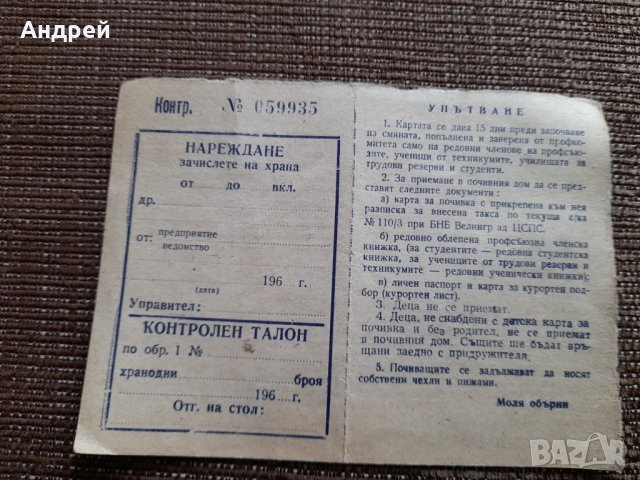 Андрей
Конгр. № 059935
НАРЕЖДАНЕ
зачислете на храна
от до вкл.
др.
от: предприятие
ведомство
196 г.
(дата)
Управител:
КОНТРОЛЕН ТАЛОН
по обр. 1 №
хранодни броя
196 г.
Отг. на стол:
УПЪТВАНЕ
1. Картата се дава 15 дни преди започване
на смяната, попълнена и заверена от профко-
митета само на редовни членове на профсъю-
зите, ученици от техникумите, училищата за
трудови резерви и студенти.
2. За приемане в почивния дом да се пред-
ставят следните документи:
а) карта за почивка с прикрепена към нея
разписка за внесена такса по текуща с/ка
№ 110/3 при БНБ Велинград ЦСПС.
б) редовно облепена профсъюзна членска
книжка, (за студентите — редовна студентска
книжка, за учениците от трудови резерви и
техникумите — редовни ученически книжки);
в) личен паспорт и карта за курортен под-
бор (курортен лист).
3. Деца не се приемат.
4. Деца, не снабдени с детска карта за
почивка и без родител, не се приемат
в почивния дом. Същите ще бъдат връ-
щани заедно с придружителя.
5. Почиващите се задължават да носят
собствени чехли и пижами.
Моля обърни
BAZAR